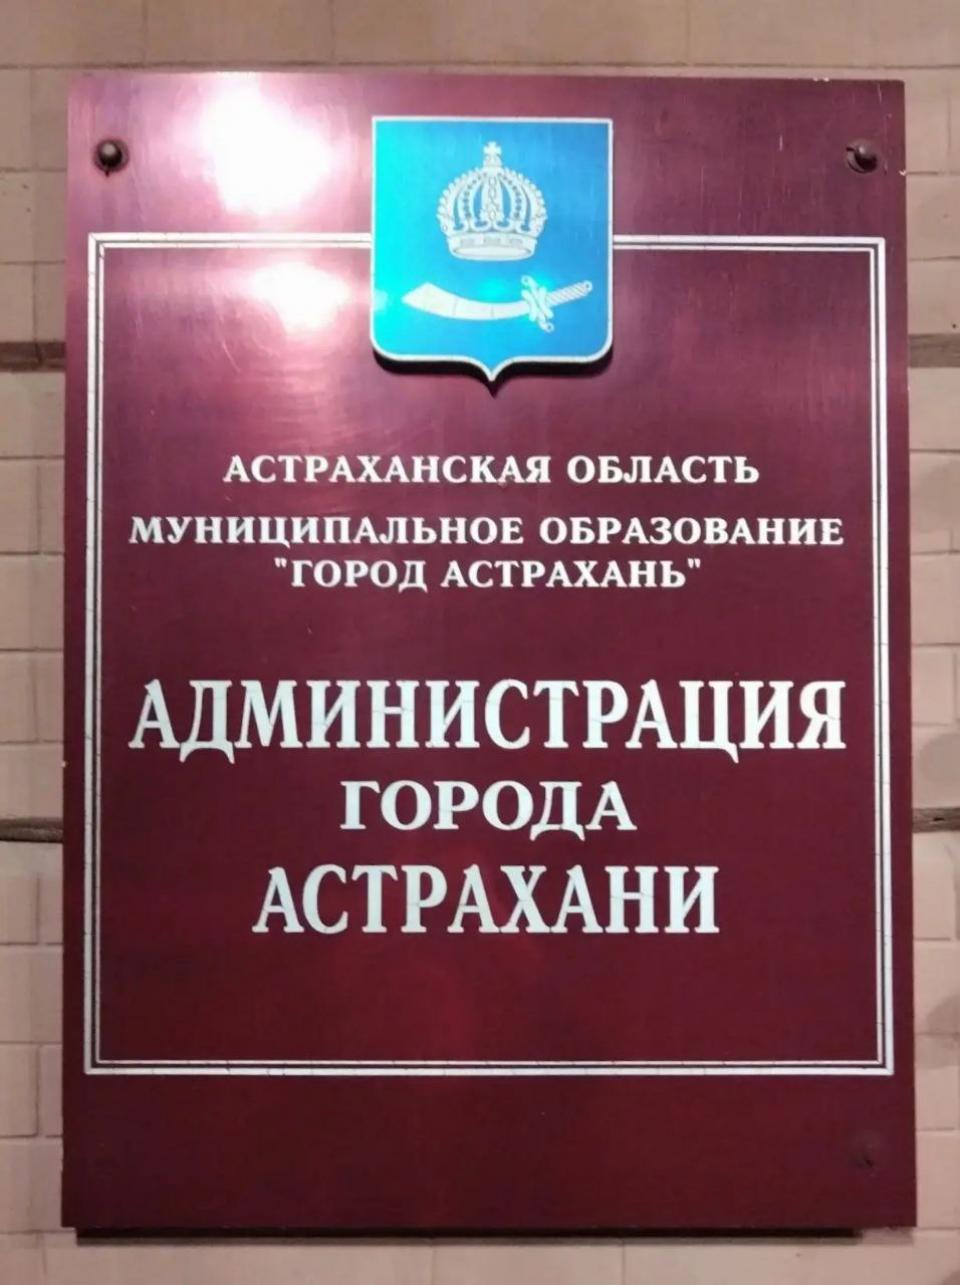 АСТРАХАНСКАЯ ОБЛАСТЬ
МУНИЦИПАЛЬНОЕ ОБРАЗОВАНИЕ
"ГОРОД АСТРАХАНЬ"
АДМИНИСТРАЦИЯ
ГОРОДА
АСТРАХАНИ